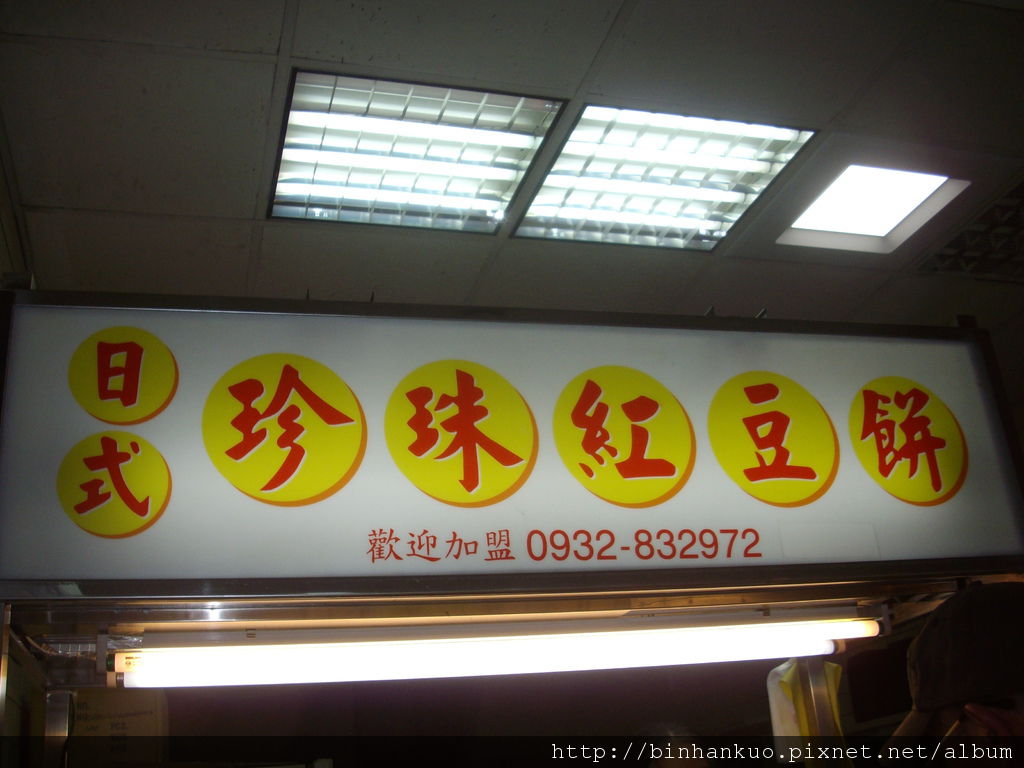 日式
珍珠紅豆餅
歡迎加盟 0932-832972
http://binhankuo.pixnet.net/album